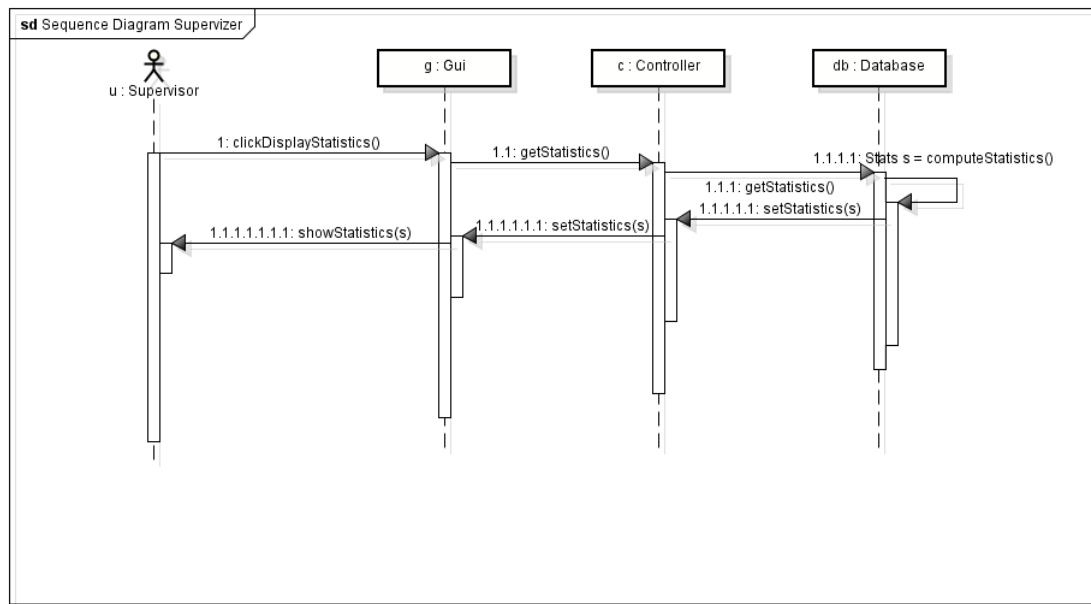 sd Sequence Diagram Supervizer
u : Supervisor
g : Gui
c : Controller
db : Database
1: clickDisplayStatistics()
1.1: getStatistics()
1.1.1.1: Stats s = computeStatistics()
1.1.1: getStatistics()
1.1.1.1.1: setStatistics(s)
1.1.1.1.1.1: setStatistics(s)
1.1.1.1.1.1.1: showStatistics(s)